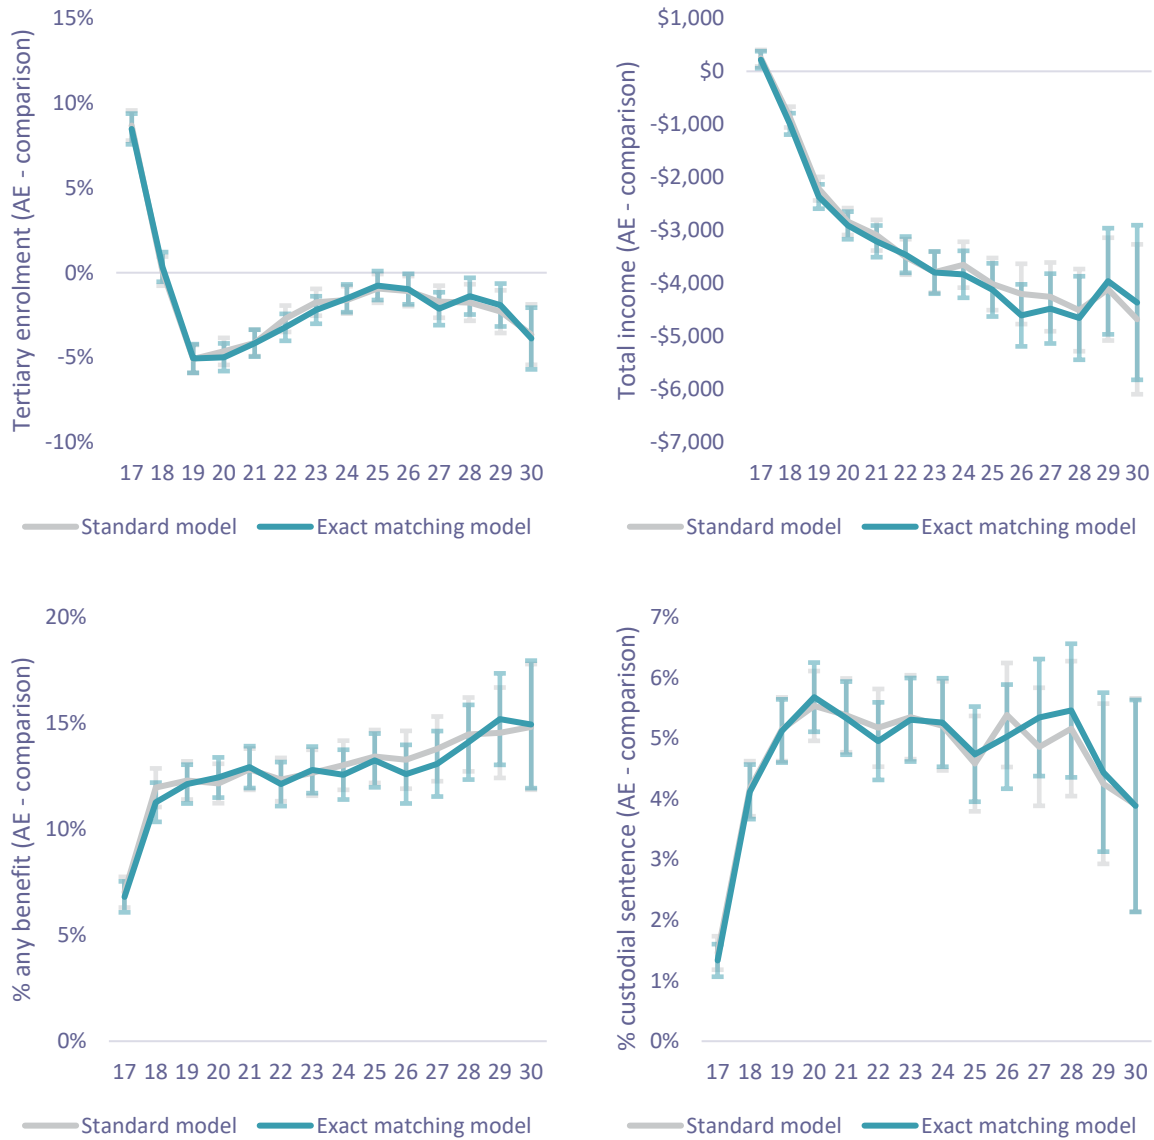 Tertiary enrolment (AE - comparison)
15%
10%
5%
0%
-5%
-10%
17 18 19 20 21 22 23 24 25 26 27 28 29 30
Standard model Exact matching model
Total income (AE - comparison)
$1,000
$0
-$1,000
-$2,000
-$3,000
-$4,000
-$5,000
-$6,000
-$7,000
17 18 19 20 21 22 23 24 25 26 27 28 29 30
Standard model Exact matching model
% any benefit (AE - comparison)
20%
15%
10%
5%
0%
17 18 19 20 21 22 23 24 25 26 27 28 29 30
Standard model Exact matching model
% custodial sentence (AE - comparison)
7%
6%
5%
4%
3%
2%
1%
0%
17 18 19 20 21 22 23 24 25 26 27 28 29 30
Standard model Exact matching model